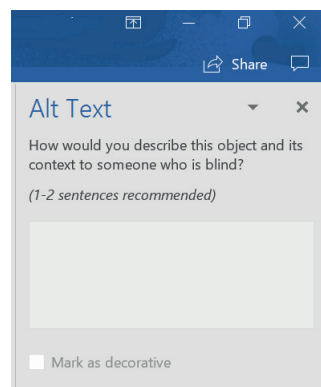 Share
Alt Text
How would you describe this object and its
context to someone who is blind?
(1-2 sentences recommended)
Mark as decorative